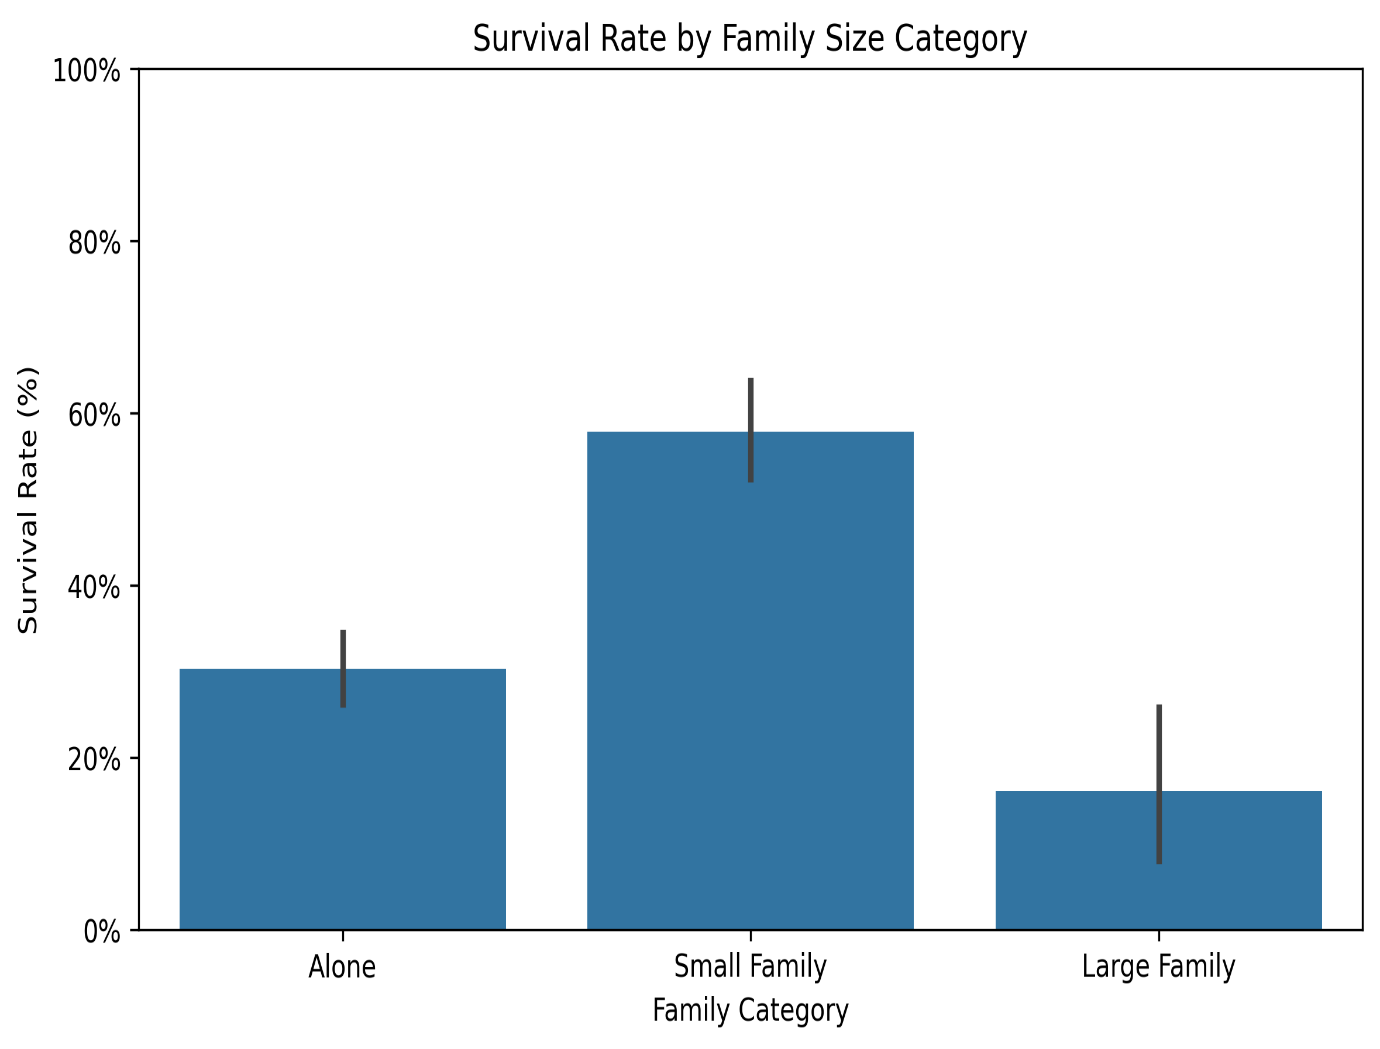 Survival Rate by Family Size Category
100%
80%
60%
40%
20%
0%
Survival Rate (%)
Alone
Small Family
Large Family
Family Category